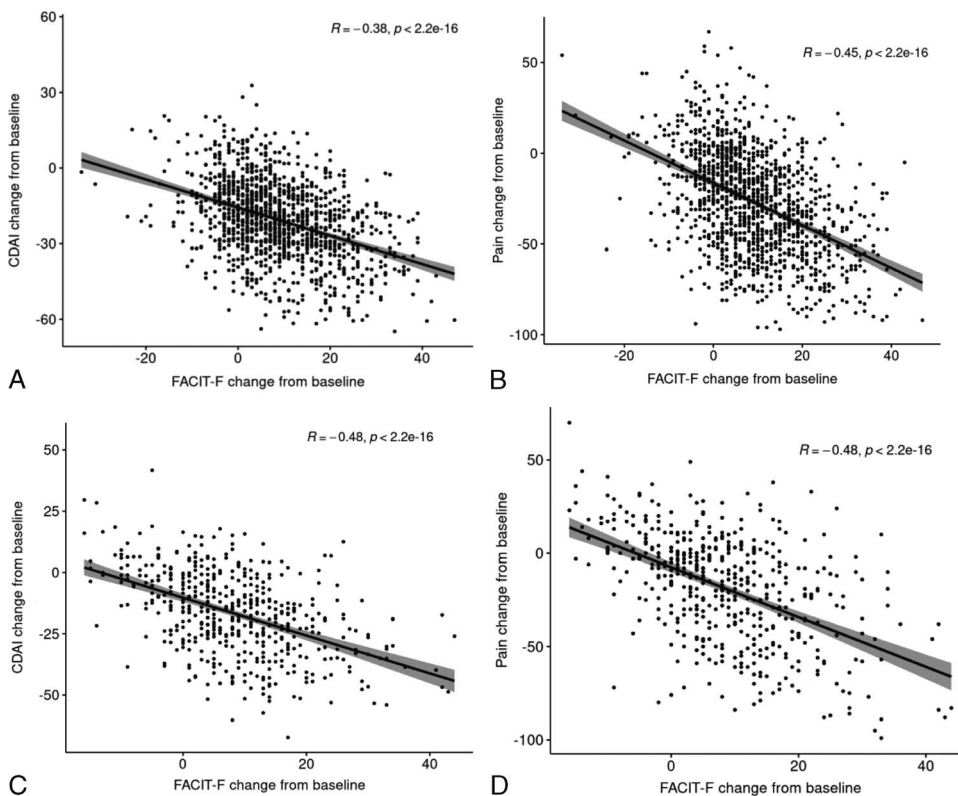 R = −0.38, p < 2.2e-16
60
30
0
-30
-60
CDAI change from baseline
-20
0
20
40
FACIT-F change from baseline
A
R = −0.45, p < 2.2e-16
50
0
-50
-100
Pain change from baseline
-20
0
20
40
FACIT-F change from baseline
B
R = −0.48, p < 2.2e-16
50
25
0
-25
-50
CDAI change from baseline
0
20
40
FACIT-F change from baseline
C
R = −0.48, p < 2.2e-16
50
0
-50
-100
Pain change from baseline
0
20
40
FACIT-F change from baseline
D